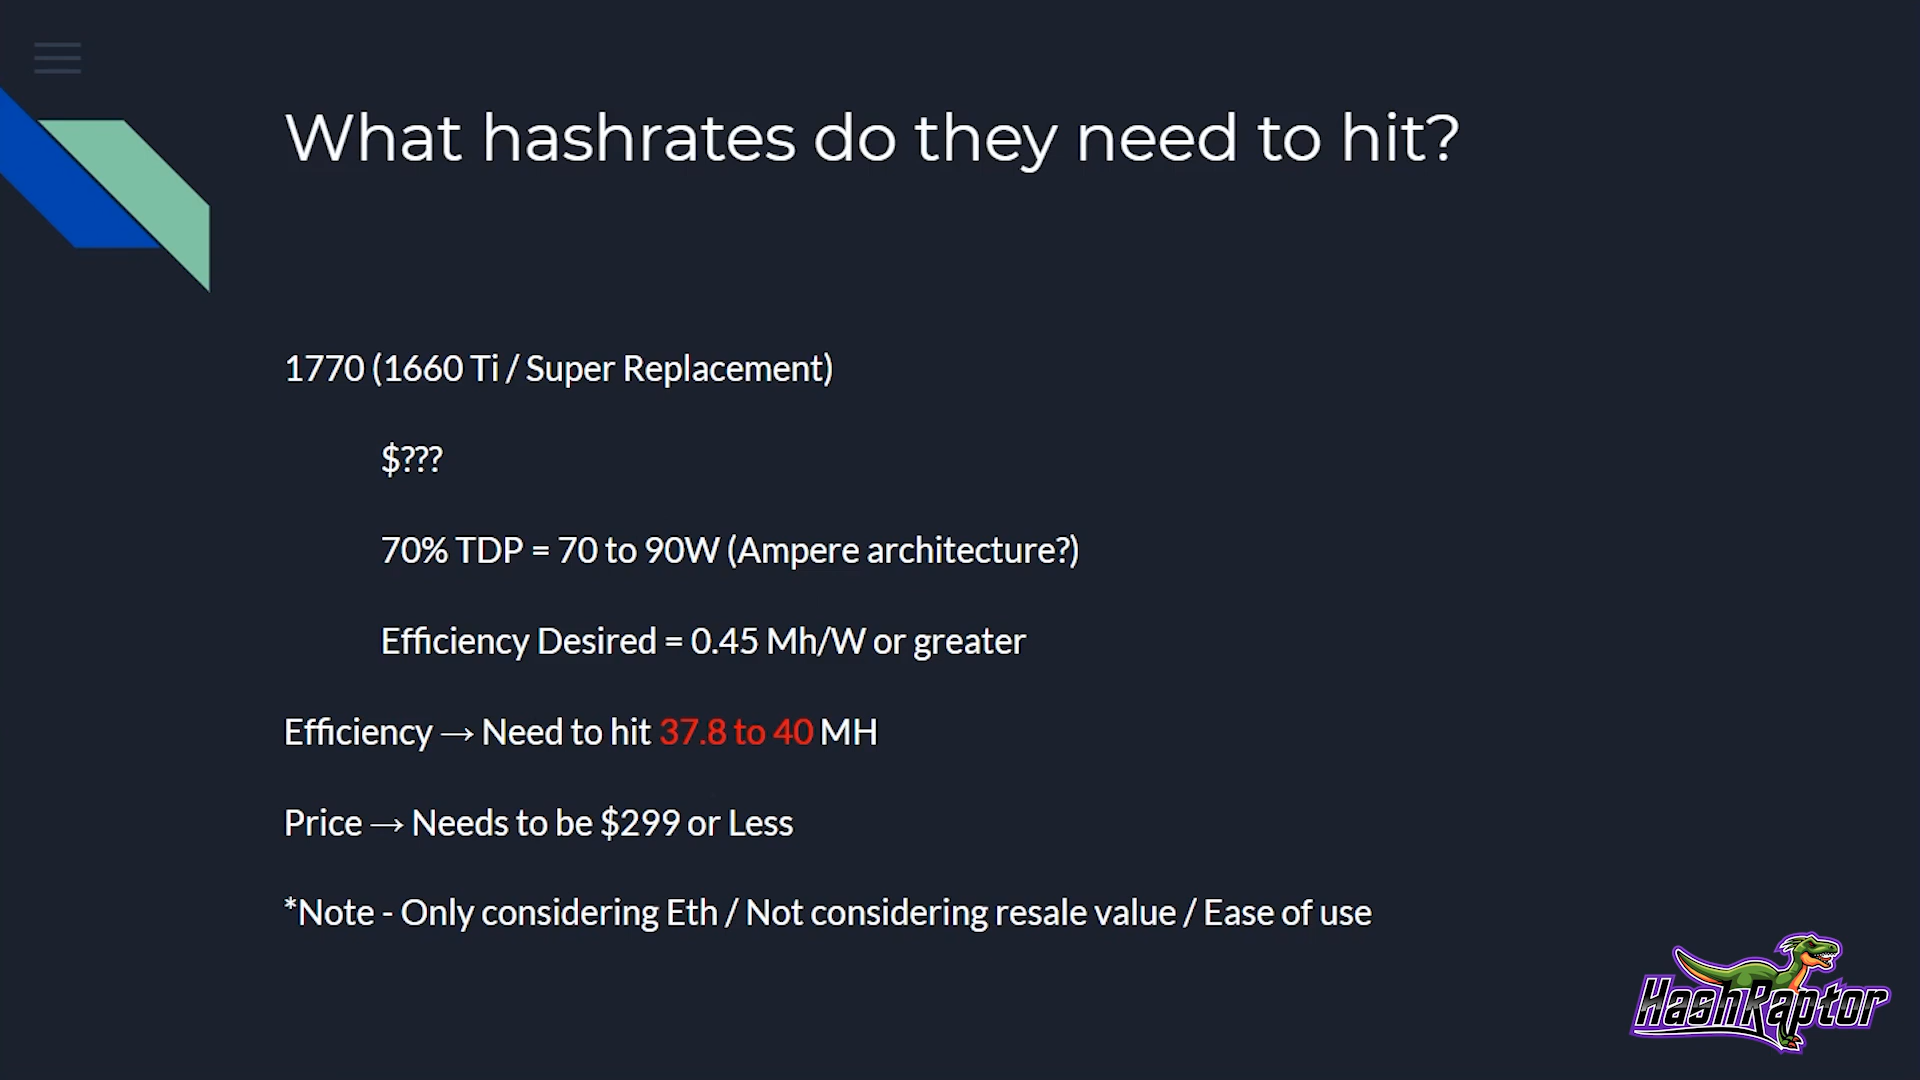 What hashrates do they need to hit?
1770 (1660 Ti / Super Replacement)
$???
70% TDP = 70 to 90W (Ampere architecture?)
Efficiency Desired = 0.45 Mh/W or greater
Efficiency → Need to hit 37.8 to 40 MH
Price → Needs to be $299 or Less
*Note - Only considering Eth / Not considering resale value / Ease of use
HashRaptor